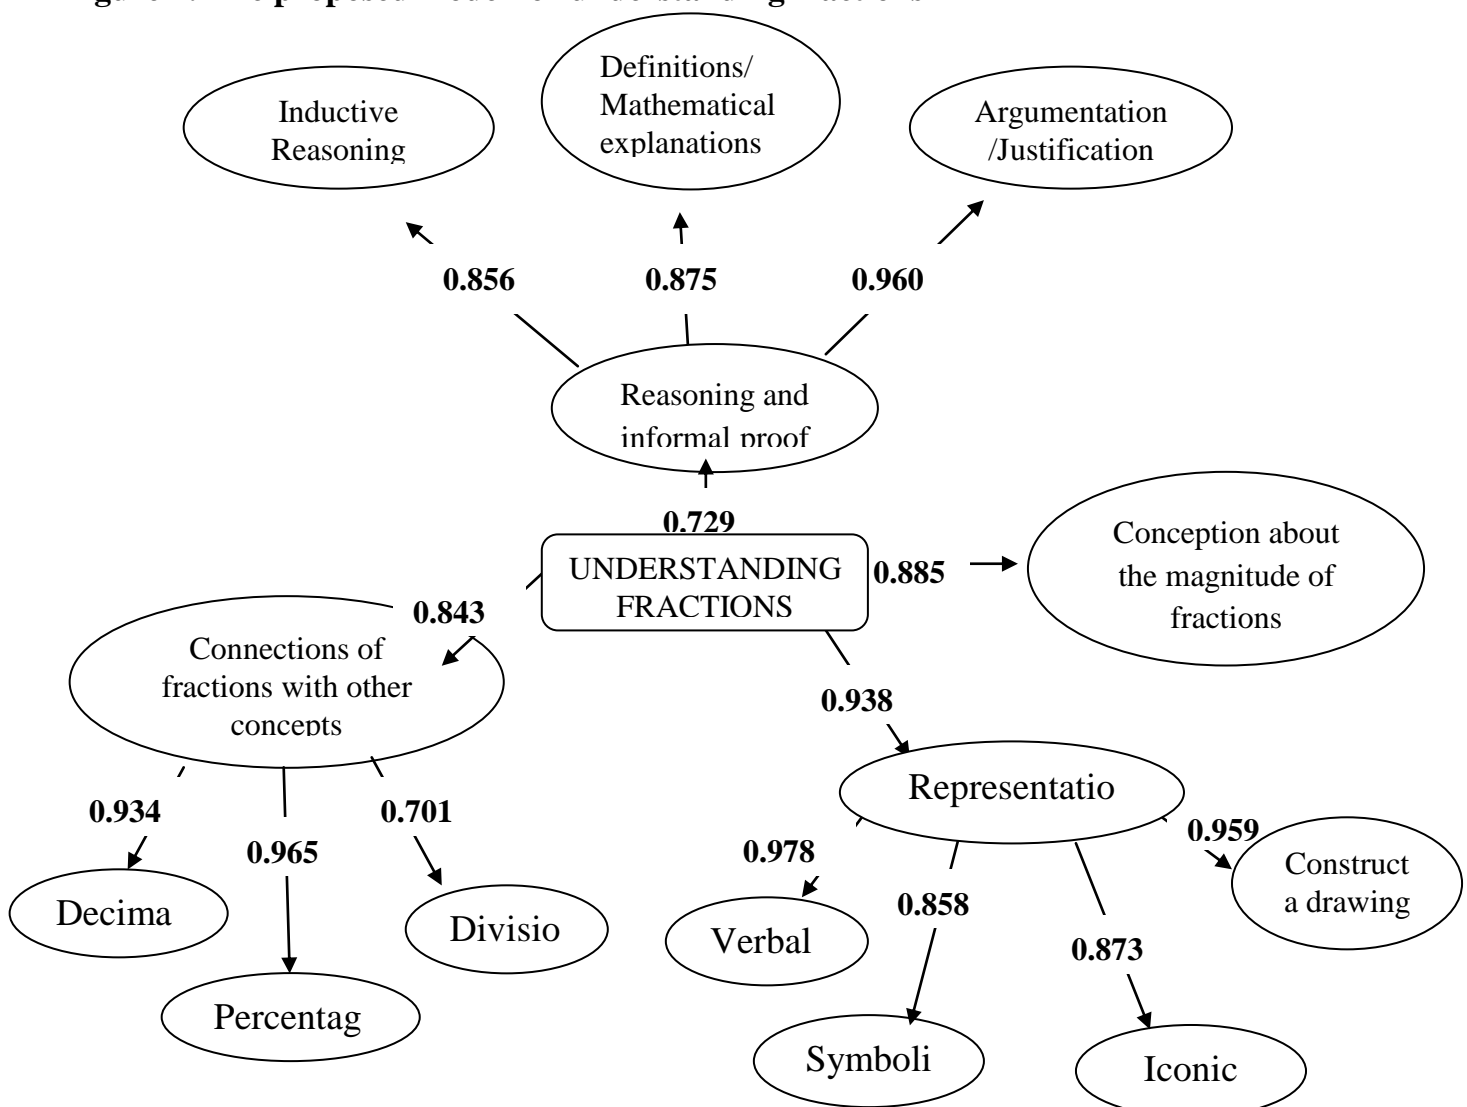 Definitions/
Mathematical
explanations
Inductive
Reasoning
Argumentation
/Justification
0.856
0.875
0.960
Reasoning and
informal proof
0.729
UNDERSTANDING
FRACTIONS
0.885
Conception about
the magnitude of
fractions
0.843
Connections of
fractions with other
concepts
0.938
Representatio
0.934
0.965
0.701
0.978
0.858
0.873
0.959
Construct
a drawing
Decima
Divisio
Verbal
Percentag
Symboli
Iconic